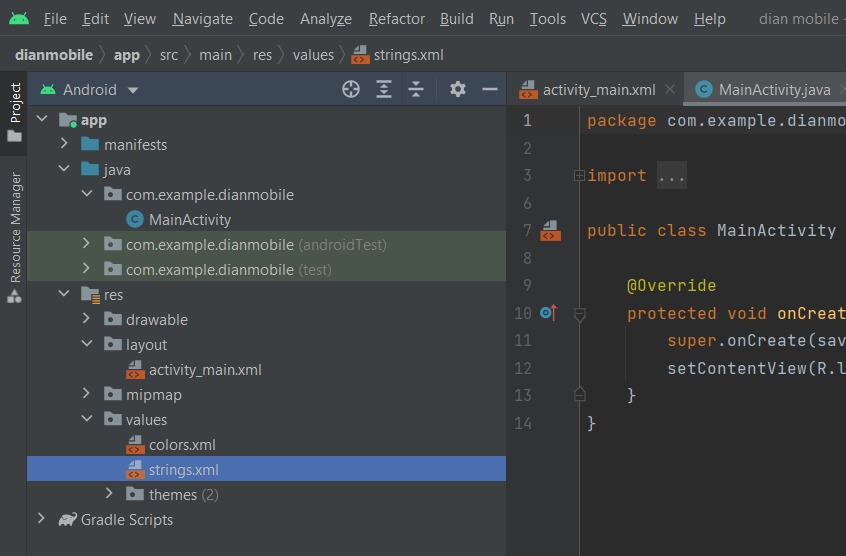 File Edit View Navigate Code Analyze Refactor Build Run Tools VCS Window Help dian mobile -
dianmobile app src main res values strings.xml
Project
Resource Manager
Android
app
manifests
java
com.example.dianmobile
MainActivity
com.example.dianmobile (androidTest)
com.example.dianmobile (test)
res
drawable
layout
activity_main.xml
mipmap
values
colors.xml
strings.xml
themes (2)
Gradle Scripts
activity_main.xml MainActivity.java
1 package com.example.dianmo
2
3 import ...
6
7 public class MainActivity
8
9 @Override
10 protected void onCreat
11 super.onCreate(sav
12 setContentView(R.l
13 }
14 }